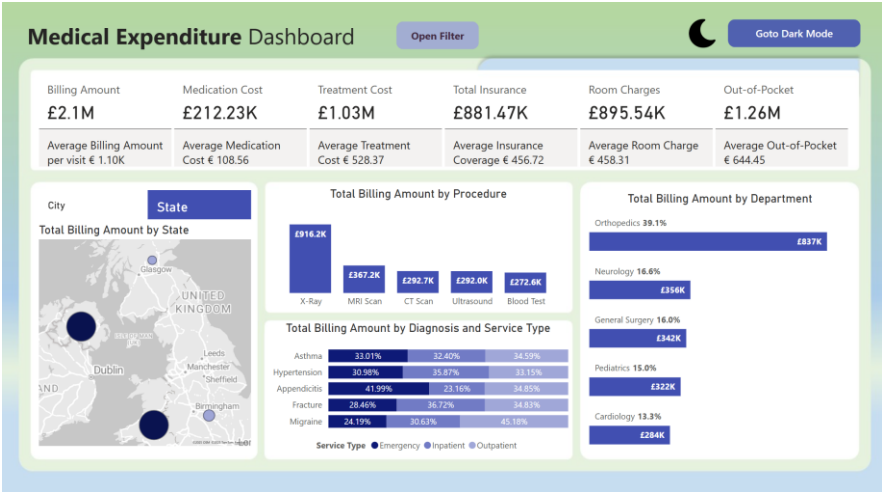 Medical Expenditure Dashboard
Open Filter
Goto Dark Mode
Billing Amount
£2.1M
Average Billing Amount
per visit € 1.10K
Medication Cost
£212.23K
Average Medication
Cost € 108.56
Treatment Cost
£1.03M
Average Treatment
Cost € 528.37
Total Insurance
£881.47K
Average Insurance
Coverage € 456.72
Room Charges
£895.54K
Average Room Charge
€ 458.31
Out-of-Pocket
£1.26M
Average Out-of-Pocket
€ 644.45
City
State
Total Billing Amount by State
Glasgow
UNITED
KINGDOM
ISLE OF MAN
Leeds
Manchester
Sheffield
Dublin
AND
Birmingham
Total Billing Amount by Procedure
£916.2K
£367.2K
£292.7K
£292.0K
£272.6K
X-Ray
MRI Scan
CT Scan
Ultrasound
Blood Test
Total Billing Amount by Diagnosis and Service Type
Asthma 33.01% 32.40% 34.59%
Hypertension 30.98% 35.87% 33.15%
Appendicitis 41.99% 23.16% 34.85%
Fracture 28.46% 36.72% 34.83%
Migraine 24.19% 30.63% 45.18%
Service Type Emergency Inpatient Outpatient
Total Billing Amount by Department
Orthopedics 39.1%
£837K
Neurology 16.6%
£356K
General Surgery 16.0%
£342K
Pediatrics 15.0%
£322K
Cardiology 13.3%
£284K